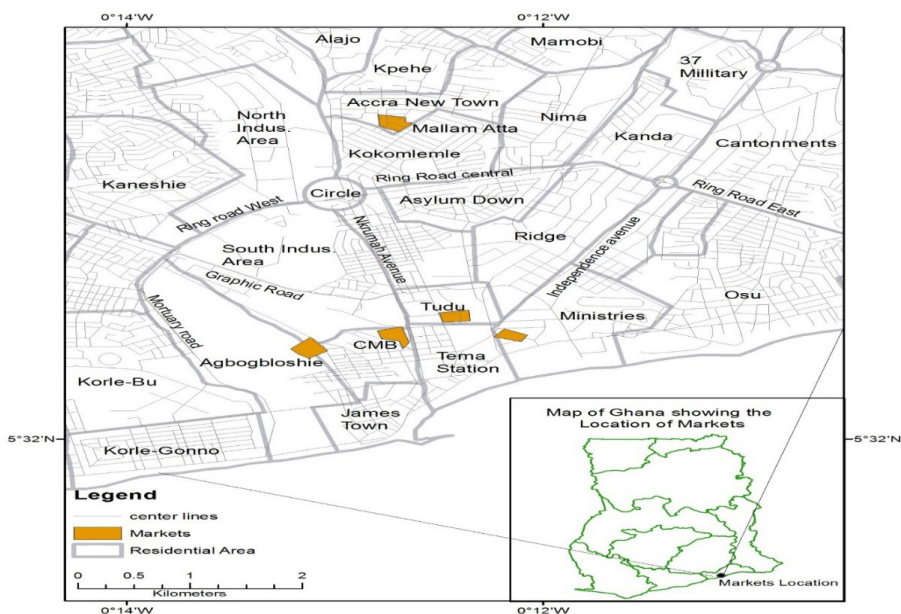 0°14'W
0°12'W
Alajo
Mamobi
Kpehe
37
Millitary
Accra New Town
North
Indus.
Area
Mallam Atta
Nima
Kanda
Cantonments
Kokomlemle
Ring Road central
Kaneshie
Circle
Asylum Down
Ring Road East
Ring road West
Nkrumah Avenue
Ridge
South Indus.
Area
Independence avenue
Graphic Road
Osu
Tudu
Ministries
Mortuary road
CMB
Agbogbloshie
Tema
Station
Korle-Bu
James
Town
5°32'N
5°32'N
Korle-Gonno
Map of Ghana showing the
Location of Markets
Markets Location
Legend
center lines
Markets
Residential Area
0 0.5 1 2
Kilometers
0°14'W
0°12'W